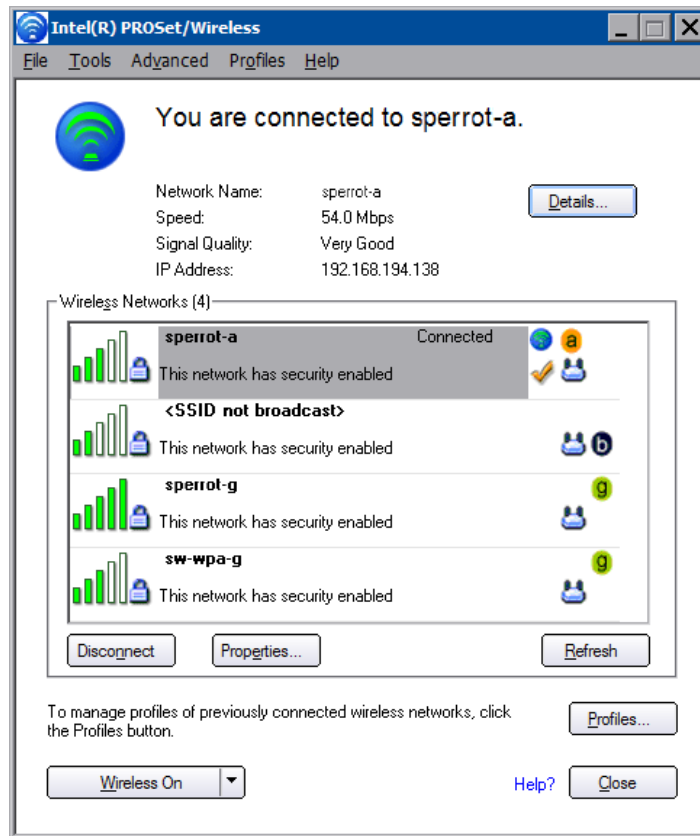 Intel(R) PROSet/Wireless
File Tools Advanced Profiles Help
You are connected to sperrot-a.
Network Name: sperrot-a
Details...
Speed: 54.0 Mbps
Signal Quality: Very Good
IP Address: 192.168.194.138
Wireless Networks (4)
sperrot-a Connected a
This network has security enabled
<SSID not broadcast>
This network has security enabled b
sperrot-g g
This network has security enabled
sw-wpa-g g
This network has security enabled
Disconnect Properties... Refresh
To manage profiles of previously connected wireless networks, click
the Profiles button.
Profiles...
Wireless On Help? Close